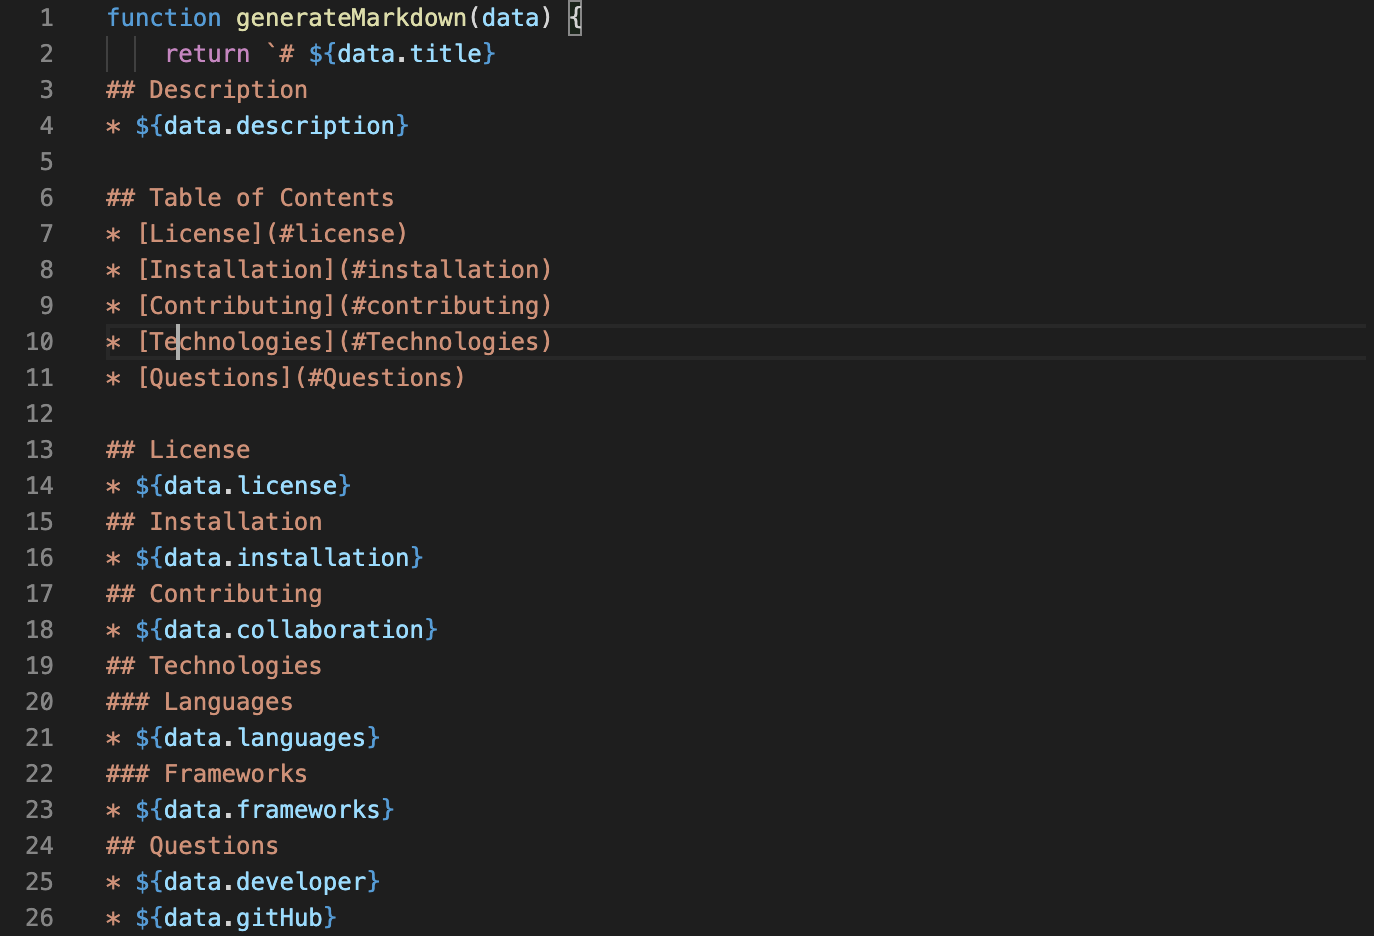 1 function generateMarkdown(data) {
2 return `# ${data.title}
3 ## Description
4 * ${data.description}
5
6 ## Table of Contents
7 * [License](#license)
8 * [Installation](#installation)
9 * [Contributing](#contributing)
10 * [Technologies](#Technologies)
11 * [Questions](#Questions)
12
13 ## License
14 * ${data.license}
15 ## Installation
16 * ${data.installation}
17 ## Contributing
18 * ${data.collaboration}
19 ## Technologies
20 ### Languages
21 * ${data.languages}
22 ### Frameworks
23 * ${data.frameworks}
24 ## Questions
25 * ${data.developer}
26 * ${data.gitHub}